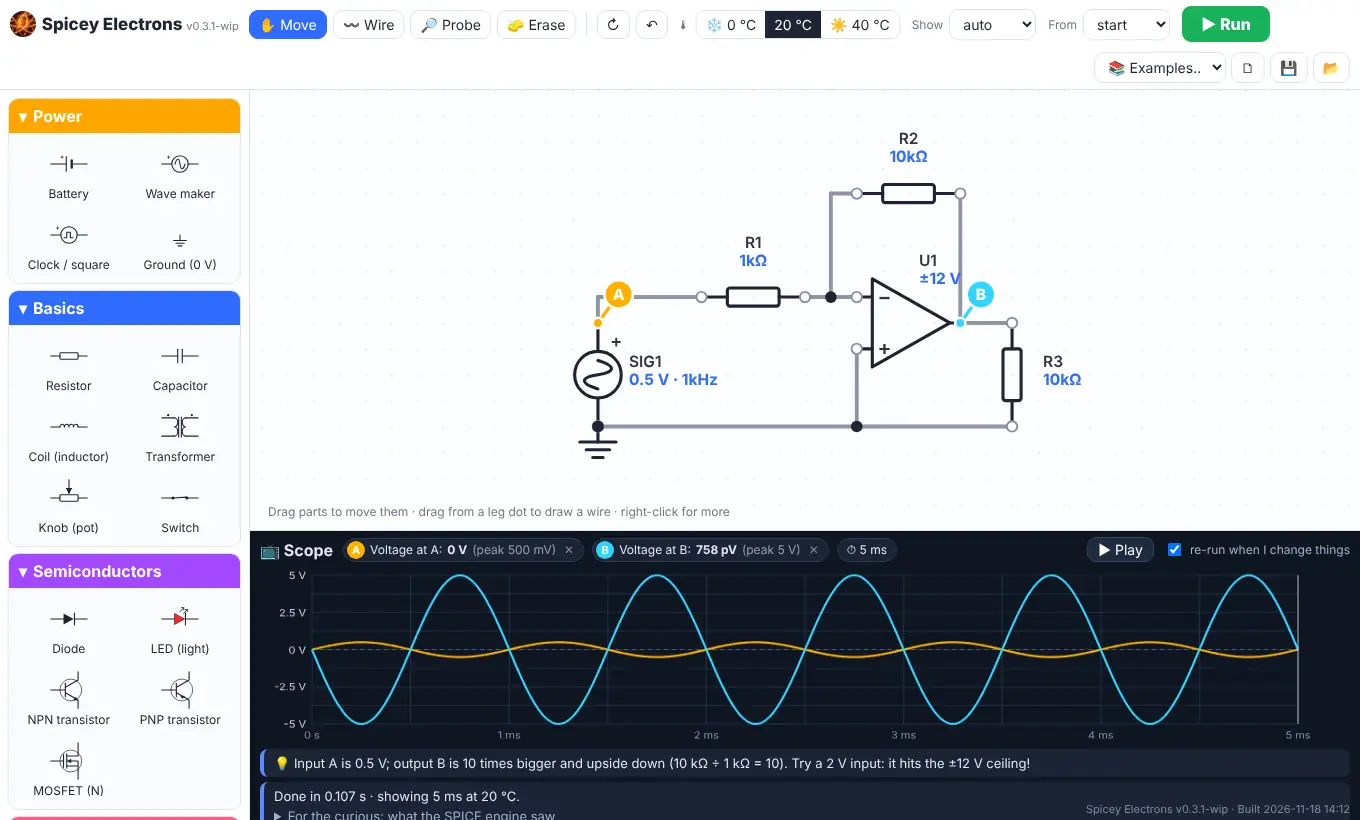 Spicey Electrons v0.3.1-wip
Move
Wire
Probe
Erase
0 °C
20 °C
40 °C
Show
auto
From
start
Run
Examples..
Power
Battery
Wave maker
Clock / square
Ground (0 V)
Basics
Resistor
Capacitor
Coil (inductor)
Transformer
Knob (pot)
Switch
Semiconductors
Diode
LED (light)
NPN transistor
PNP transistor
MOSFET (N)
R2
10kΩ
R1
1kΩ
U1
±12 V
A
B
SIG1
0.5 V · 1kHz
R3
10kΩ
Drag parts to move them · drag from a leg dot to draw a wire · right-click for more
Scope
A Voltage at A: 0 V (peak 500 mV) ×
B Voltage at B: 758 pV (peak 5 V) ×
5 ms
Play
re-run when I change things
5 V
2.5 V
0 V
-2.5 V
-5 V
0 s
1 ms
2 ms
3 ms
4 ms
5 ms
Input A is 0.5 V; output B is 10 times bigger and upside down (10 kΩ ÷ 1 kΩ = 10). Try a 2 V input: it hits the ±12 V ceiling!
Done in 0.107 s · showing 5 ms at 20 °C.
For the curious: what the SPICE engine saw
Spicey Electrons v0.3.1-wip · Built 2026-11-18 14:12